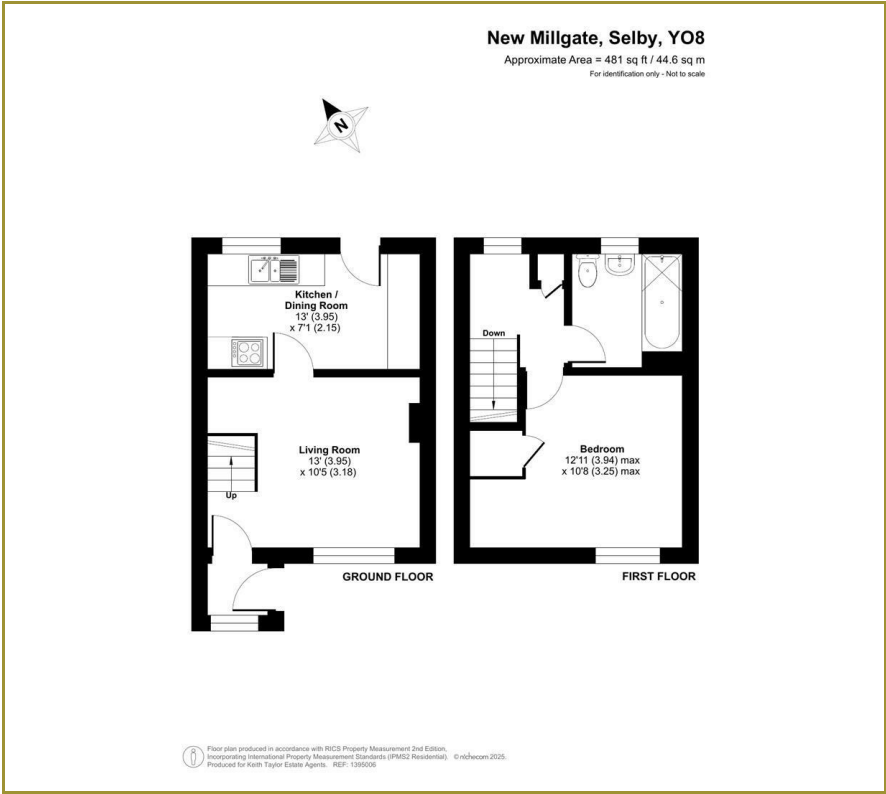 New Millgate, Selby, YO8
Approximate Area = 481 sq ft / 44.6 sq m
For identification only - Not to scale
N
Kitchen /
Dining Room
13' (3.95)
x 7'1 (2.15)
Living Room
13' (3.95)
x 10'5 (3.18)
Up
GROUND FLOOR
Down
Bedroom
12'11 (3.94) max
x 10'8 (3.25) max
FIRST FLOOR
Floor plan produced in accordance with RICS Property Measurement 2nd Edition,
Incorporating International Property Measurement Standards (IPMS2 Residential). © nichecom 2025.
Produced for Keith Taylor Estate Agents. REF: 1395006